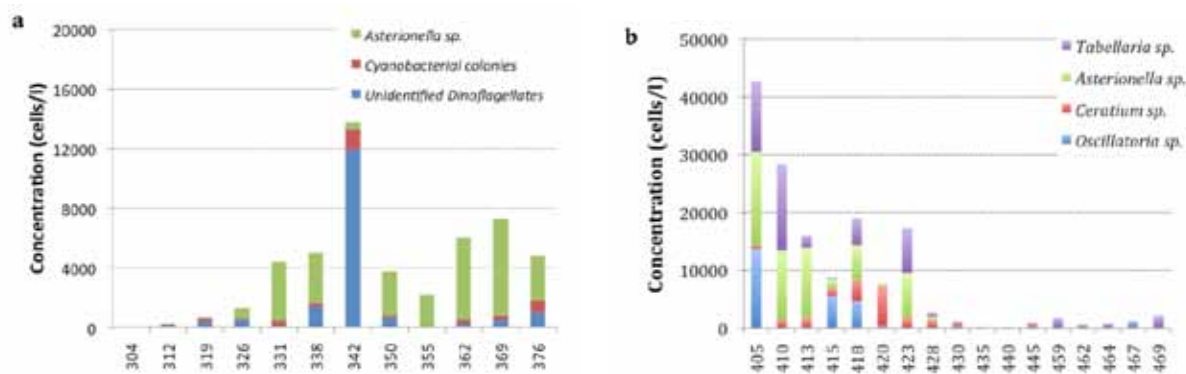 a
20000
16000
12000
8000
4000
0
Concentration (cells/l)
Asterionella sp.
Cyanobacterial colonies
Unidentified Dinoflagellates
304 312 319 326 331 338 342 350 355 362 369 376
b
50000
40000
30000
20000
10000
0
Concentration (cells/l)
Tabellaria sp.
Asterionella sp.
Ceratium sp.
Oscillatoria sp.
405 410 413 415 418 420 423 428 430 435 440 445 459 462 464 467 469